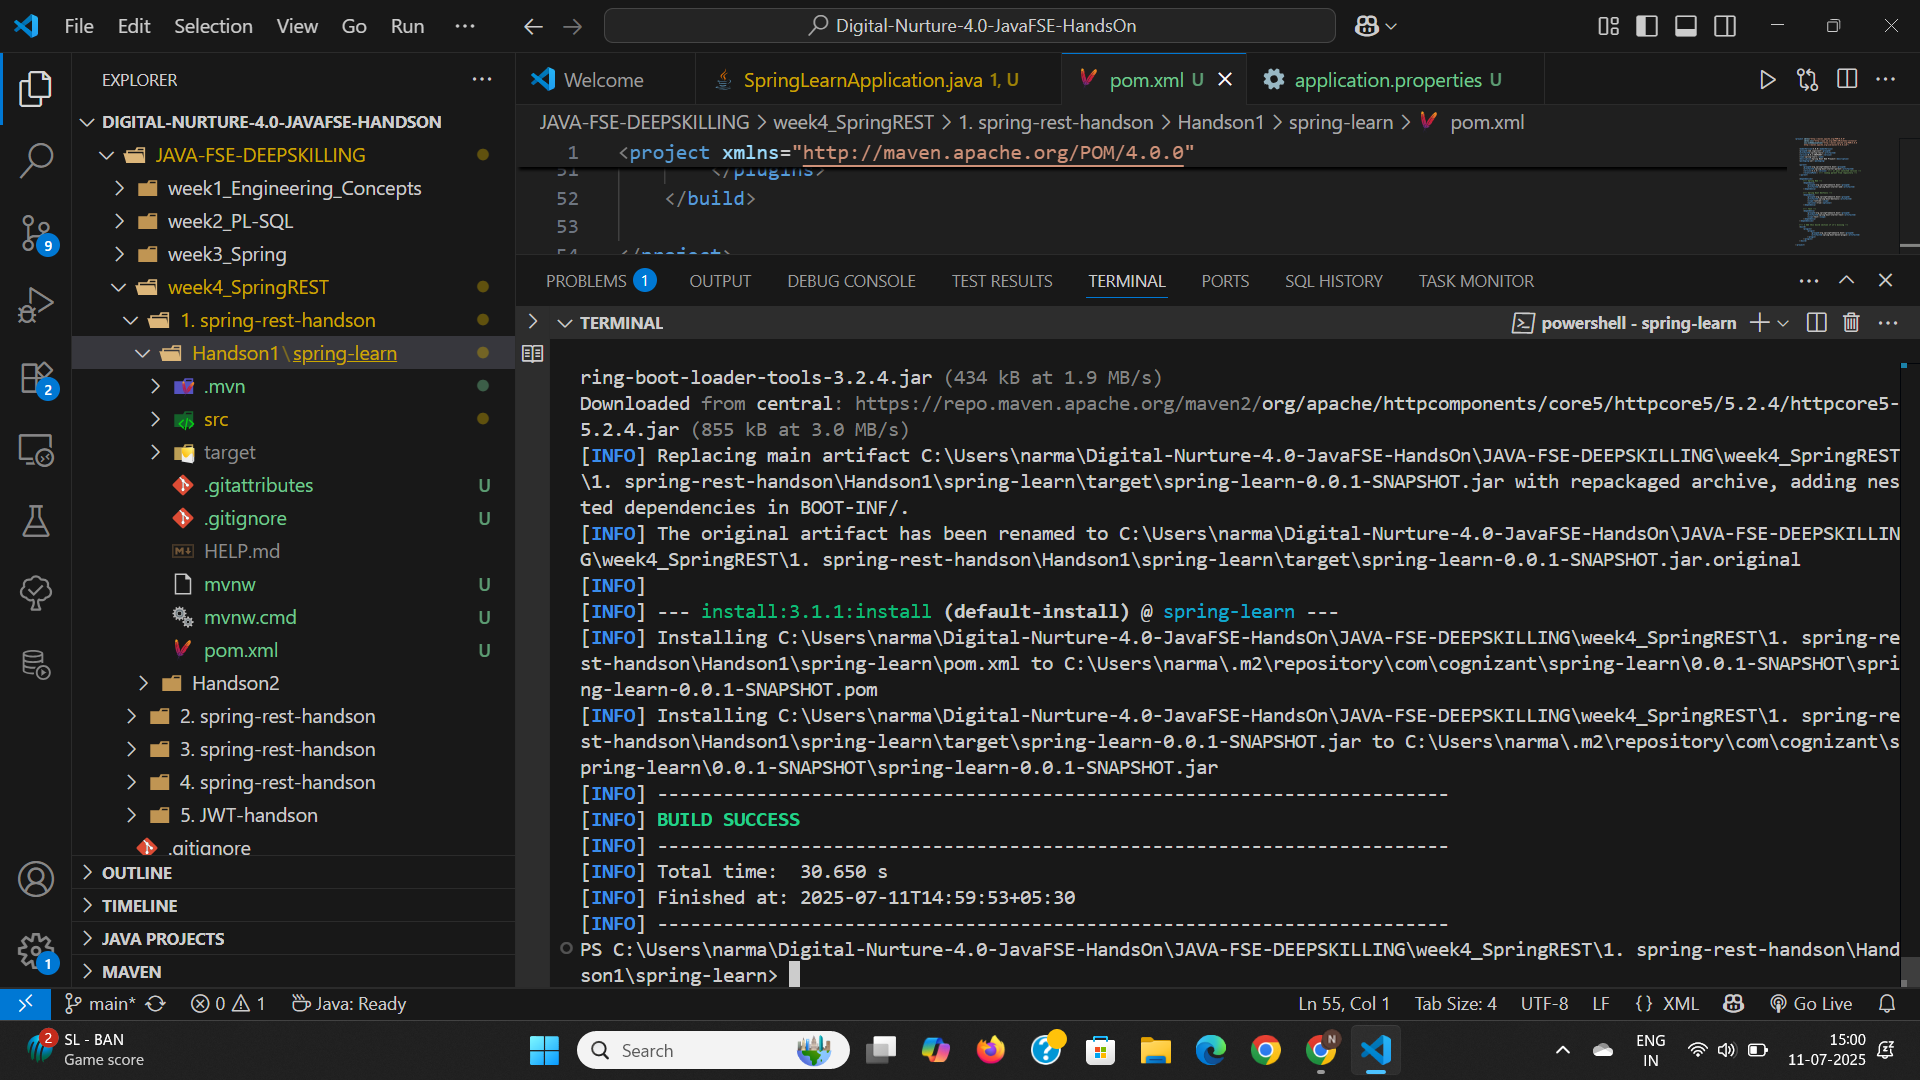 File Edit Selection View Go Run ··· Digital-Nurture-4.0-JavaFSE-HandsOn
EXPLORER ···
DIGITAL-NURTURE-4.0-JAVAFSE-HANDSON
JAVA-FSE-DEEPSKILLING
week1_Engineering_Concepts
week2_PL-SQL
week3_Spring
week4_SpringREST
1. spring-rest-handson
Handson1\spring-learn
.mvn
src
target
.gitattributes U
.gitignore U
HELP.md
mvnw U
mvnw.cmd U
pom.xml U
Handson2
2. spring-rest-handson
3. spring-rest-handson
4. spring-rest-handson
5. JWT-handson
.gitignore
OUTLINE
TIMELINE
JAVA PROJECTS
MAVEN
9
2
1
Welcome SpringLearnApplication.java 1, U pom.xml U application.properties U
JAVA-FSE-DEEPSKILLING > week4_SpringREST > 1. spring-rest-handson > Handson1 > spring-learn > pom.xml
1 <project xmlns="http://maven.apache.org/POM/4.0.0"
51 </plugins>
52 </build>
53
54 </project>
PROBLEMS 1 OUTPUT DEBUG CONSOLE TEST RESULTS TERMINAL PORTS SQL HISTORY TASK MONITOR
TERMINAL powershell - spring-learn
ring-boot-loader-tools-3.2.4.jar (434 kB at 1.9 MB/s)
Downloaded from central: https://repo.maven.apache.org/maven2/org/apache/httpcomponents/core5/httpcore5/5.2.4/httpcore5-
5.2.4.jar (855 kB at 3.0 MB/s)
[INFO] Replacing main artifact C:\Users\narma\Digital-Nurture-4.0-JavaFSE-HandsOn\JAVA-FSE-DEEPSKILLING\week4_SpringREST
\1. spring-rest-handson\Handson1\spring-learn\target\spring-learn-0.0.1-SNAPSHOT.jar with repackaged archive, adding nes
ted dependencies in BOOT-INF/.
[INFO] The original artifact has been renamed to C:\Users\narma\Digital-Nurture-4.0-JavaFSE-HandsOn\JAVA-FSE-DEEPSKILLIN
G\week4_SpringREST\1. spring-rest-handson\Handson1\spring-learn\target\spring-learn-0.0.1-SNAPSHOT.jar.original
[INFO]
[INFO] --- install:3.1.1:install (default-install) @ spring-learn ---
[INFO] Installing C:\Users\narma\Digital-Nurture-4.0-JavaFSE-HandsOn\JAVA-FSE-DEEPSKILLING\week4_SpringREST\1. spring-re
st-handson\Handson1\spring-learn\pom.xml to C:\Users\narma\.m2\repository\com\cognizant\spring-learn\0.0.1-SNAPSHOT\spri
ng-learn-0.0.1-SNAPSHOT.pom
[INFO] Installing C:\Users\narma\Digital-Nurture-4.0-JavaFSE-HandsOn\JAVA-FSE-DEEPSKILLING\week4_SpringREST\1. spring-re
st-handson\Handson1\spring-learn\target\spring-learn-0.0.1-SNAPSHOT.jar to C:\Users\narma\.m2\repository\com\cognizant\s
pring-learn\0.0.1-SNAPSHOT\spring-learn-0.0.1-SNAPSHOT.jar
[INFO] ------------------------------------------------------------------------
[INFO] BUILD SUCCESS
[INFO] ------------------------------------------------------------------------
[INFO] Total time:  30.650 s
[INFO] Finished at: 2025-07-11T14:59:53+05:30
[INFO] ------------------------------------------------------------------------
PS C:\Users\narma\Digital-Nurture-4.0-JavaFSE-HandsOn\JAVA-FSE-DEEPSKILLING\week4_SpringREST\1. spring-rest-handson\Hand
son1\spring-learn>
main* 0 1 Java: Ready Ln 55, Col 1 Tab Size: 4 UTF-8 LF {} XML Go Live
2 SL - BAN
Game score
Search
N
ENG
IN
15:00
11-07-2025